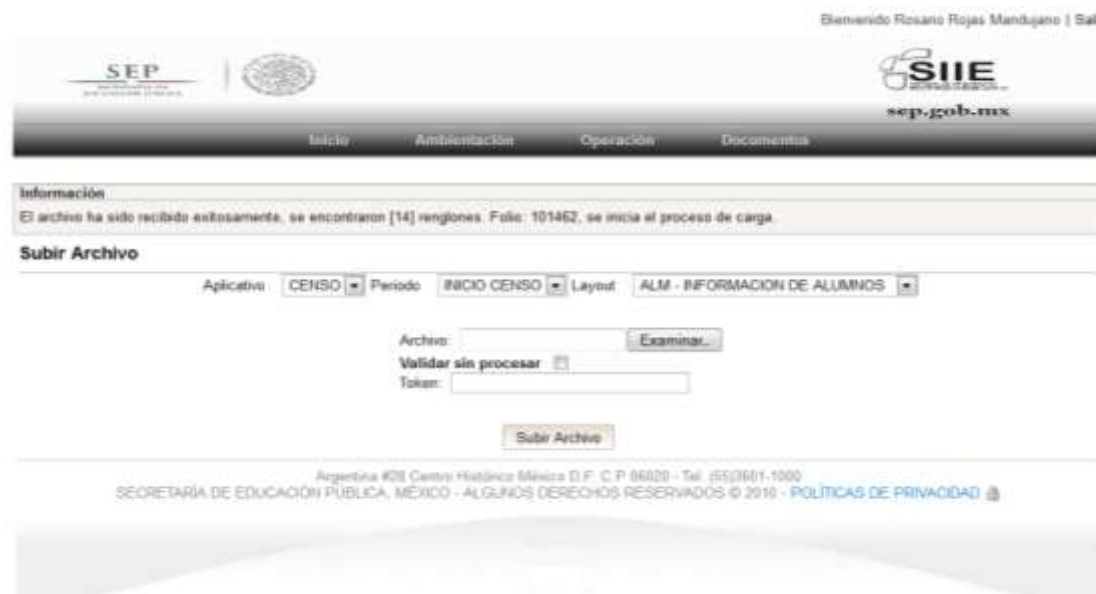 Bienvenido Rosario Rojas Mandujano | Sal
SEP
SIIE
sep.gob.mx
Inicio Ambientación Operación Documentos
Información
El archivo ha sido recibido exitosamente, se encontraron [14] renglones. Folio: 101462, se inicia el proceso de carga.
Subir Archivo
Aplicativo CENSO Periodo INICIO CENSO Layout ALM - INFORMACION DE ALUMNOS
Archivo: Examinar..
Validar sin procesar
Token:
Subir Archivo
Argentina #28 Centro Histórico México D.F. C.P 06020 - Tel. (55)3601-1000
SECRETARÍA DE EDUCACIÓN PÚBLICA, MÉXICO - ALGUNOS DERECHOS RESERVADOS © 2010 - POLÍTICAS DE PRIVACIDAD